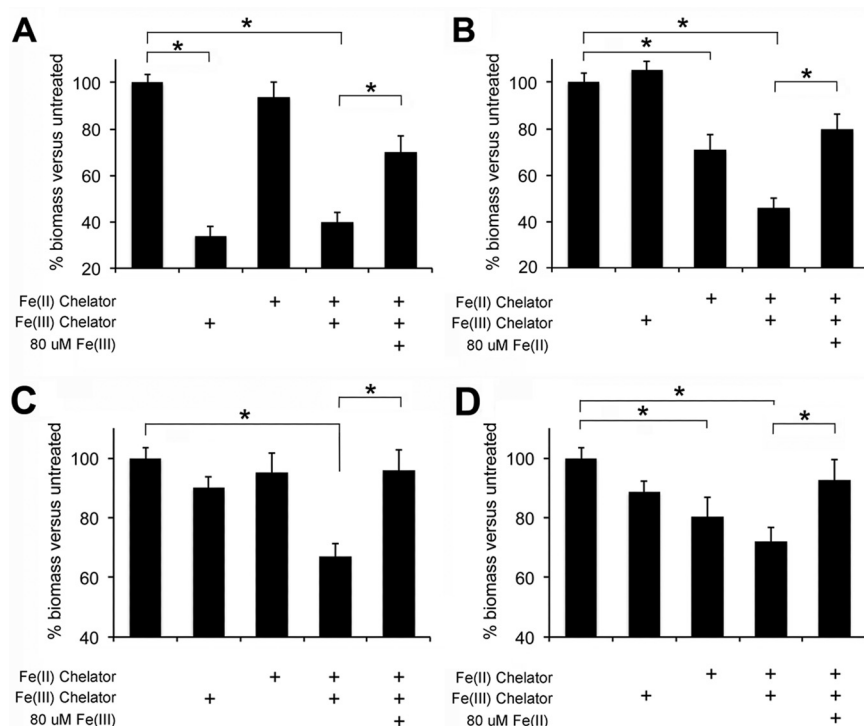 A
*
*
*
% biomass versus untreated
100
80
60
40
20
Fe(II) Chelator + + +
Fe(III) Chelator + + +
80 uM Fe(III) +
B
*
*
*
% biomass versus untreated
100
80
60
40
20
Fe(II) Chelator + + +
Fe(III) Chelator + + +
80 uM Fe(II) +
C
*
*
% biomass versus untreated
100
80
60
40
Fe(II) Chelator + + +
Fe(III) Chelator + + +
80 uM Fe(III) +
D
*
*
*
% biomass versus untreated
100
80
60
40
Fe(II) Chelator + + +
Fe(III) Chelator + + +
80 uM Fe(II) +